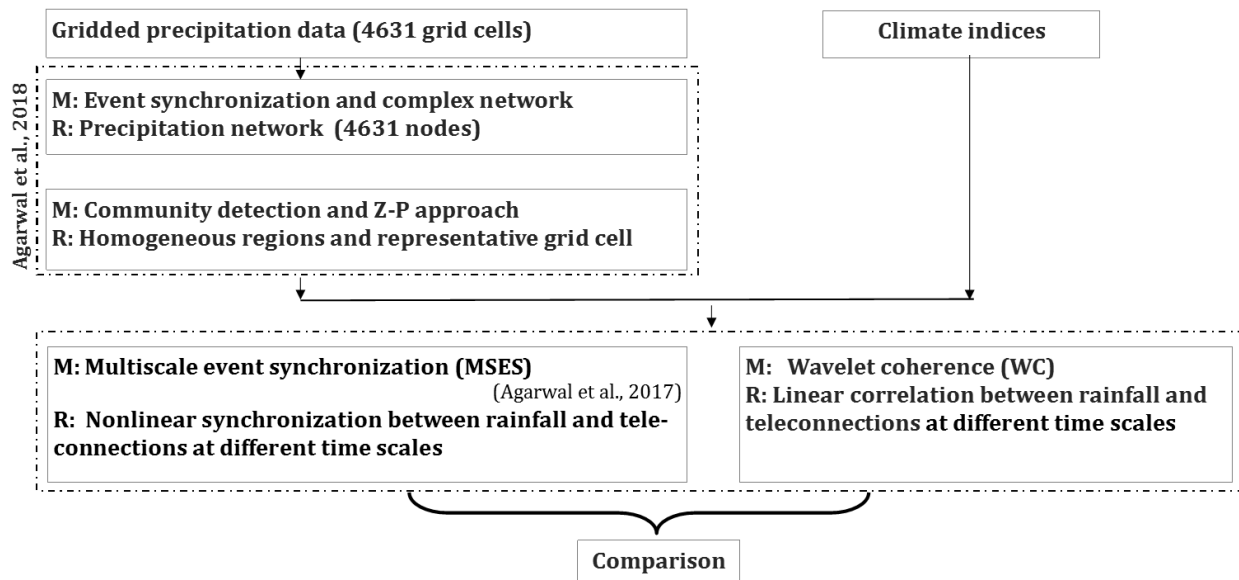 Gridded precipitation data (4631 grid cells)
Climate indices
Agarwal et al., 2018
M: Event synchronization and complex network
R: Precipitation network (4631 nodes)
M: Community detection and Z-P approach
R: Homogeneous regions and representative grid cell
M: Multiscale event synchronization (MSES)
(Agarwal et al., 2017)
R: Nonlinear synchronization between rainfall and tele-
connections at different time scales
M: Wavelet coherence (WC)
R: Linear correlation between rainfall and
teleconnections at different time scales
Comparison